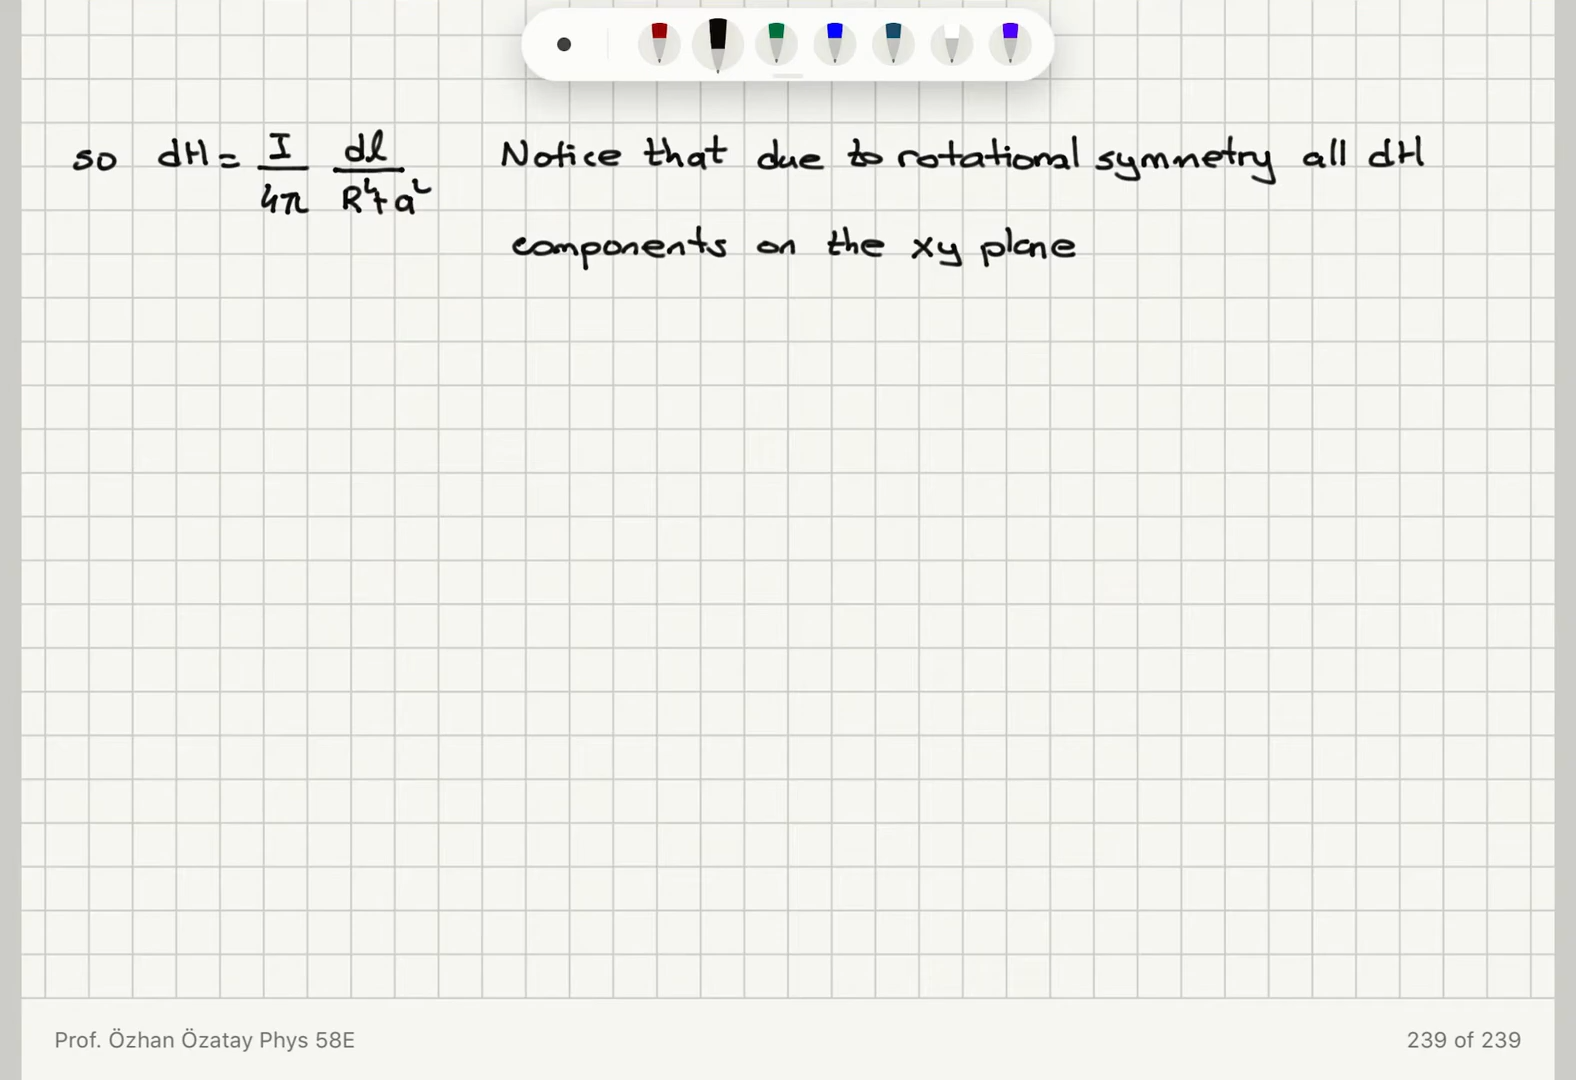 so dH = I/4π dl/R²+a² Notice that due to rotational symmetry all dH
components on the xy plane
Prof. Özhan Özatay Phys 58E
239 of 239